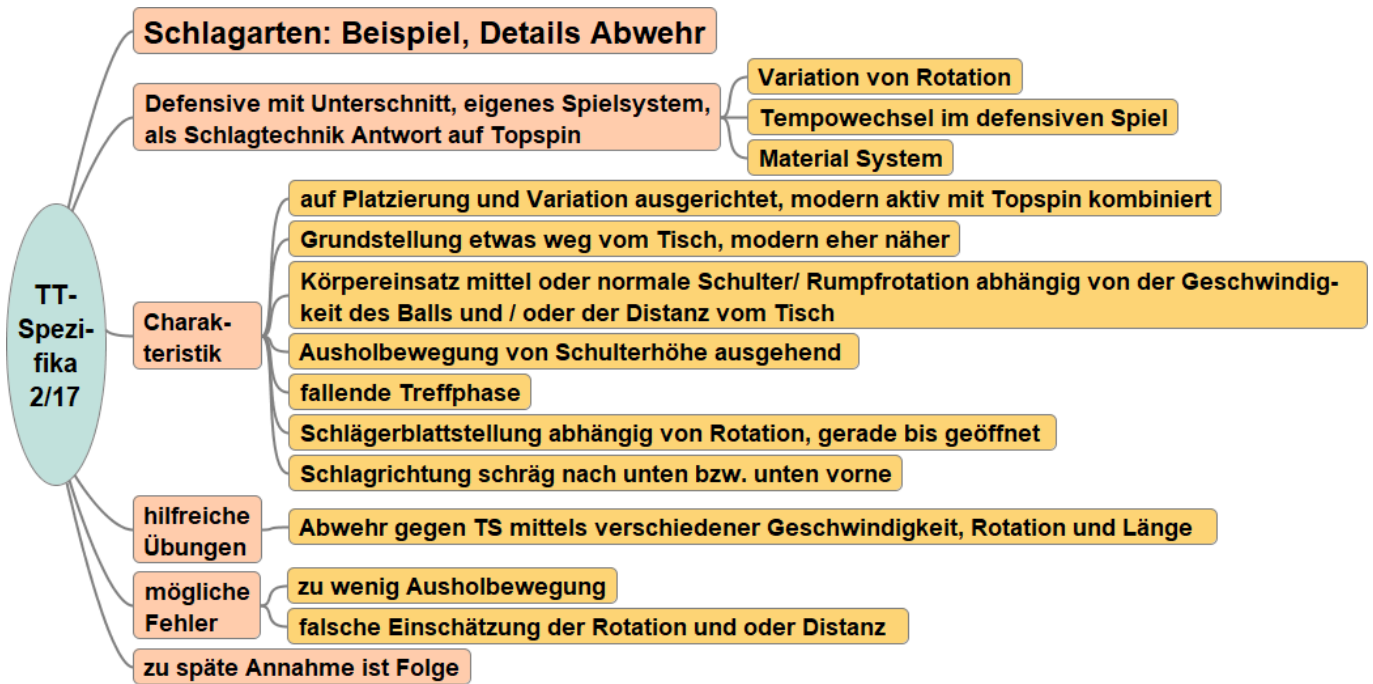 Schlagarten: Beispiel, Details Abwehr
Defensive mit Unterschnitt, eigenes Spielsystem,
als Schlagtechnik Antwort auf Topspin
Variation von Rotation
Tempowechsel im defensiven Spiel
Material System
TT-
Spezi-
fika
2/17
Charak-
teristik
auf Platzierung und Variation ausgerichtet, modern aktiv mit Topspin kombiniert
Grundstellung etwas weg vom Tisch, modern eher näher
Körpereinsatz mittel oder normale Schulter/ Rumpfrotation abhängig von der Geschwindig-
keit des Balls und / oder der Distanz vom Tisch
Ausholbewegung von Schulterhöhe ausgehend
fallende Treffphase
Schlägerblattstellung abhängig von Rotation, gerade bis geöffnet
Schlagrichtung schräg nach unten bzw. unten vorne
hilfreiche
Übungen
Abwehr gegen TS mittels verschiedener Geschwindigkeit, Rotation und Länge
mögliche
Fehler
zu wenig Ausholbewegung
falsche Einschätzung der Rotation und oder Distanz
zu späte Annahme ist Folge